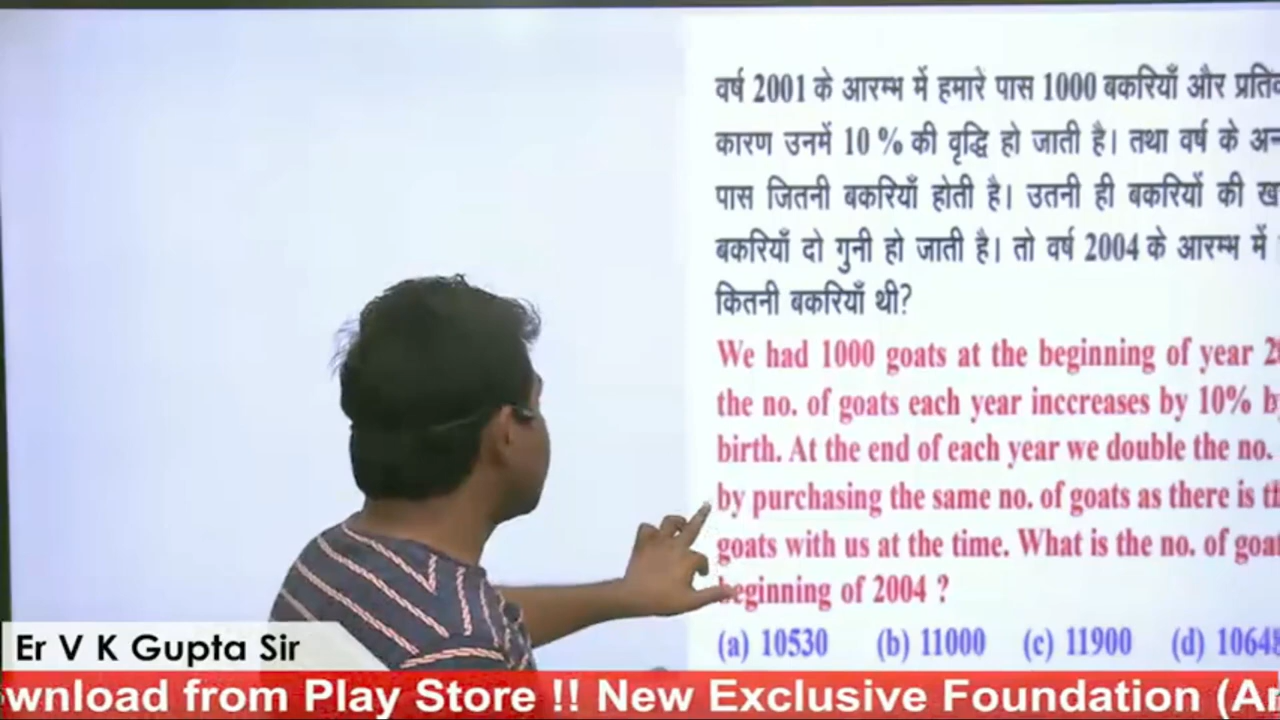 वर्ष 2001 के आरम्भ में हमारे पास 1000 बकरियाँ और
कारण उनमें 10 % की वृद्धि हो जाती है। तथा वर्ष के
पास जितनी बकरियाँ होती है। उतनी ही बकरियों की
बकरियाँ दो गुनी हो जाती है। तो वर्ष 2004 के आरम्भ में
कितनी बकरियाँ थी?
We had 1000 goats at the beginning of year
the no. of goats each year inccreases by 10%
birth. At the end of each year we double the no.
by purchasing the same no. of goats as there is
goats with us at the time. What is the no. of
beginning of 2004 ?
(a) 10530 (b) 11000 (c) 11900 (d)
Er V K Gupta Sir
from Play Store !! New Exclusive Foundation